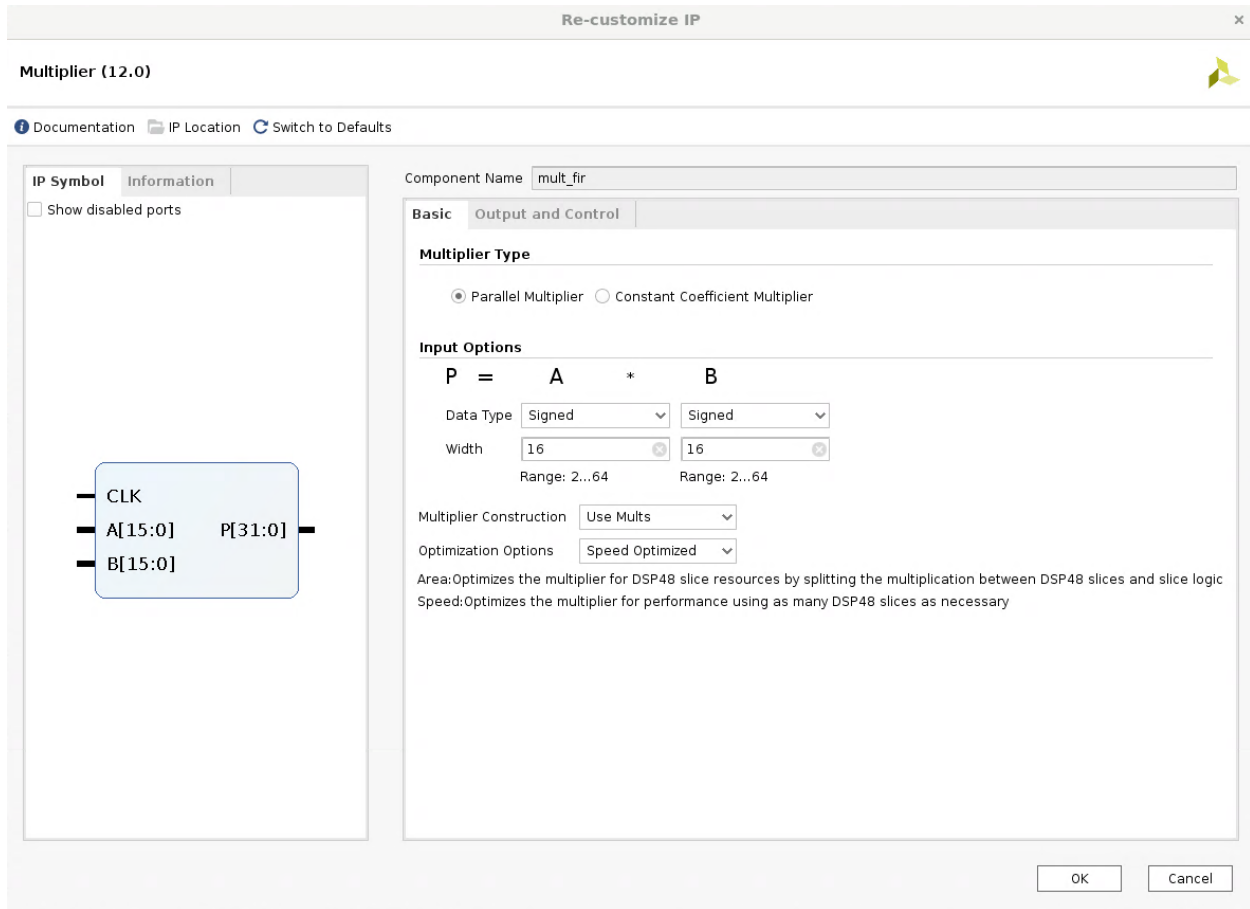 Re-customize IP
Multiplier (12.0)
Documentation IP Location Switch to Defaults
IP Symbol Information
Show disabled ports
CLK
A[15:0] P[31:0]
B[15:0]
Component Name mult_fir
Basic Output and Control
Multiplier Type
Parallel Multiplier Constant Coefficient Multiplier
Input Options
P = A * B
Data Type Signed Signed
Width 16 16
Range: 2...64 Range: 2...64
Multiplier Construction Use Mults
Optimization Options Speed Optimized
Area:Optimizes the multiplier for DSP48 slice resources by splitting the multiplication between DSP48 slices and slice logic
Speed:Optimizes the multiplier for performance using as many DSP48 slices as necessary
OK Cancel